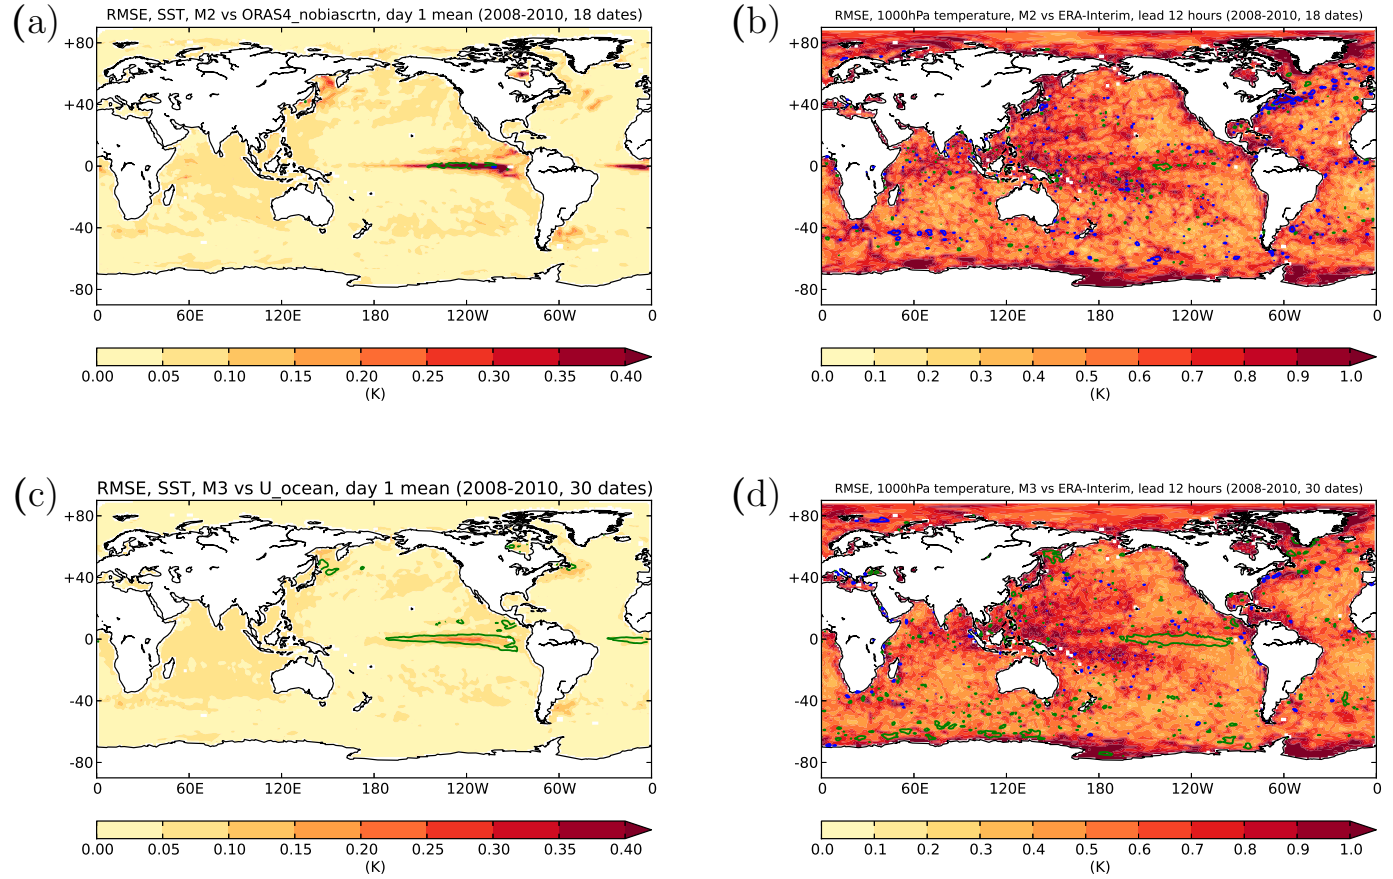 (a)
RMSE, SST, M2 vs ORAS4_nobiascrtn, day 1 mean (2008-2010, 18 dates)
+80
+40
0
-40
-80
0 60E 120E 180 120W 60W 0
0.00 0.05 0.10 0.15 0.20 0.25 0.30 0.35 0.40
(K)
(b)
RMSE, 1000hPa temperature, M2 vs ERA-Interim, lead 12 hours (2008-2010, 18 dates)
+80
+40
0
-40
-80
0 60E 120E 180 120W 60W 0
0.0 0.1 0.2 0.3 0.4 0.5 0.6 0.7 0.8 0.9 1.0
(K)
(c)
RMSE, SST, M3 vs U_ocean, day 1 mean (2008-2010, 30 dates)
+80
+40
0
-40
-80
0 60E 120E 180 120W 60W 0
0.00 0.05 0.10 0.15 0.20 0.25 0.30 0.35 0.40
(K)
(d)
RMSE, 1000hPa temperature, M3 vs ERA-Interim, lead 12 hours (2008-2010, 30 dates)
+80
+40
0
-40
-80
0 60E 120E 180 120W 60W 0
0.0 0.1 0.2 0.3 0.4 0.5 0.6 0.7 0.8 0.9 1.0
(K)